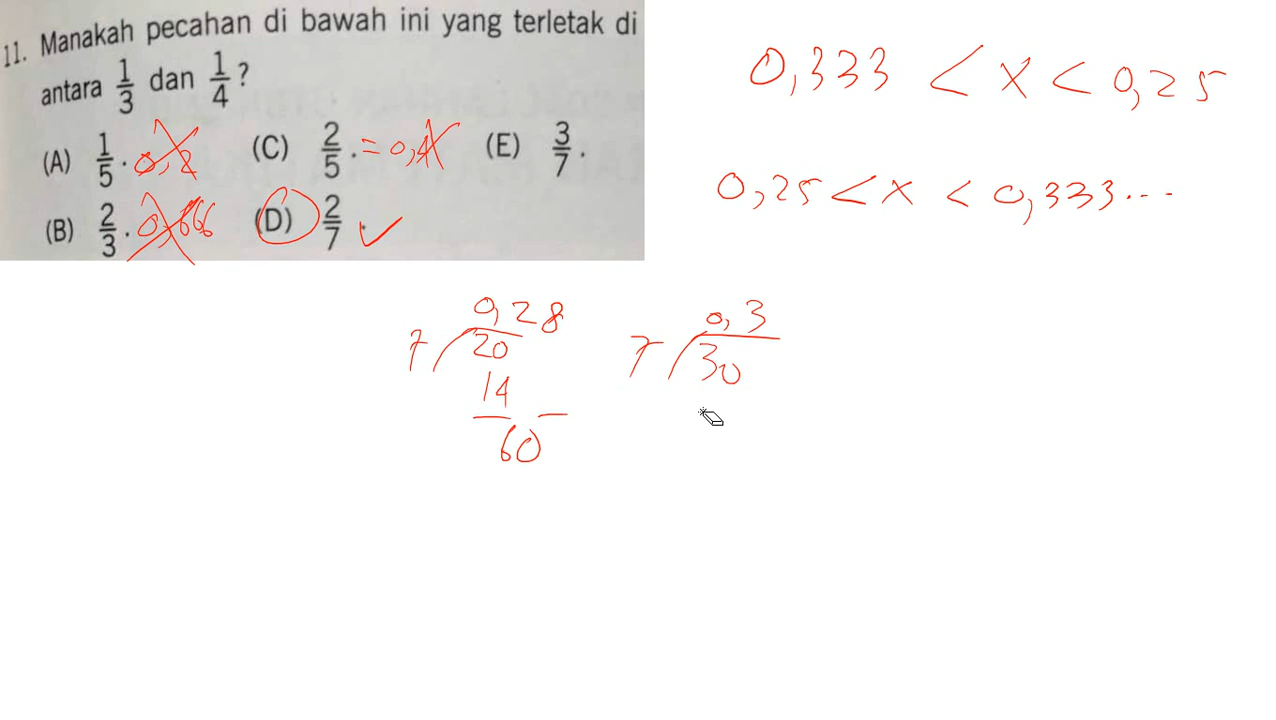 11. Manakah pecahan di bawah ini yang terletak di
antara 1/3 dan 1/4 ?
(A) 1/5 . 0,2 (C) 2/5 . = 0,4 (E) 3/7 .
(B) 2/3 . 0,666 (D) 2/7 .
0,333 < x < 0,25
0,25 < x < 0,333...
0,28
7 20
14
60
0,3
7 30